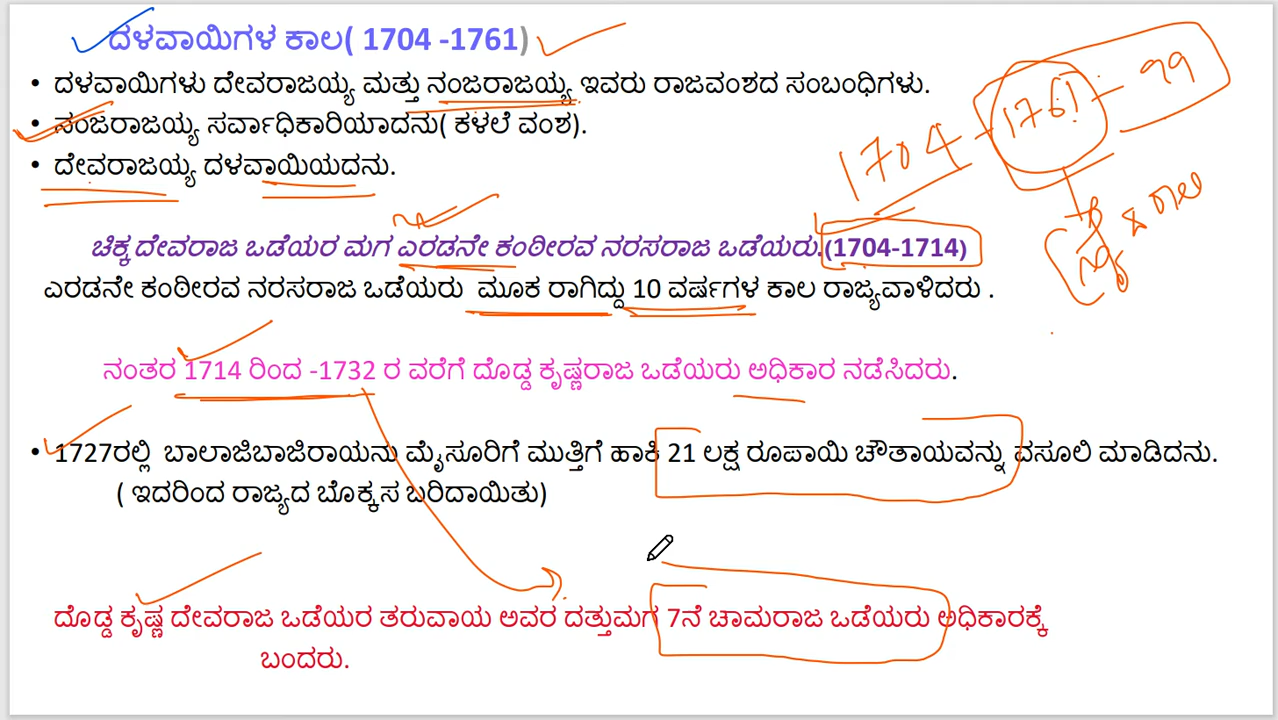 ದಳವಾಯಿಗಳ ಕಾಲ( 1704 -1761)
• ದಳವಾಯಿಗಳು ದೇವರಾಜಯ್ಯ ಮತ್ತು ನಂಜರಾಜಯ್ಯ ಇವರು ರಾಜವಂಶದ ಸಂಬಂಧಿಗಳು.
• ನಂಜರಾಜಯ್ಯ ಸರ್ವಾಧಿಕಾರಿಯಾದನು( ಕಳಲೆ ವಂಶ).
• ದೇವರಾಜಯ್ಯ ದಳವಾಯಿಯದನು.
1704 - 1761 - 99
ಚಿಕ್ಕ ದೇವರಾಜ ಒಡೆಯರ ಮಗ ಎರಡನೇ ಕಂಠೀರವ ನರಸರಾಜ ಒಡೆಯರು.(1704-1714)
ಎರಡನೇ ಕಂಠೀರವ ನರಸರಾಜ ಒಡೆಯರು ಮೂಕ ರಾಗಿದ್ದು 10 ವರ್ಷಗಳ ಕಾಲ ರಾಜ್ಯವಾಳಿದರು .
ನಂತರ 1714 ರಿಂದ -1732 ರ ವರೆಗೆ ದೊಡ್ಡ ಕೃಷ್ಣರಾಜ ಒಡೆಯರು ಅಧಿಕಾರ ನಡೆಸಿದರು.
• 1727ರಲ್ಲಿ ಬಾಲಾಜಿಬಾಜಿರಾಯನು ಮೈಸೂರಿಗೆ ಮುತ್ತಿಗೆ ಹಾಕಿ 21 ಲಕ್ಷ ರೂಪಾಯಿ ಚೌತಾಯವನ್ನು ವಸೂಲಿ ಮಾಡಿದನು.
( ಇದರಿಂದ ರಾಜ್ಯದ ಬೊಕ್ಕಸ ಬರಿದಾಯಿತು)
ದೊಡ್ಡ ಕೃಷ್ಣ ದೇವರಾಜ ಒಡೆಯರ ತರುವಾಯ ಅವರ ದತ್ತುಮಗ 7ನೆ ಚಾಮರಾಜ ಒಡೆಯರು ಅಧಿಕಾರಕ್ಕೆ
ಬಂದರು.